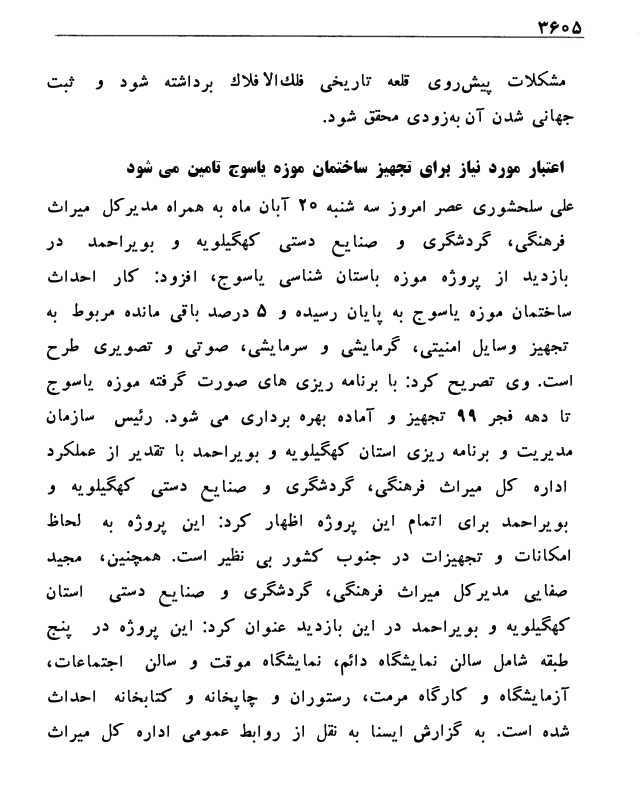 ۳۶۰۵
مشکلات پیش‌روی قلعه تاریخی فلک‌الافلاک برداشته شود و ثبت
جهانی شدن آن به‌زودی محقق شود.
اعتبار مورد نیاز برای تجهیز ساختمان موزه یاسوج تامین می شود
علی سلحشوری عصر امروز سه شنبه ۲۰ آبان ماه به همراه مدیرکل میراث
فرهنگی، گردشگری و صنایع دستی کهگیلویه و بویراحمد در
بازدید از پروژه موزه باستان شناسی یاسوج، افزود: کار احداث
ساختمان موزه یاسوج به پایان رسیده و ۵ درصد باقی مانده مربوط به
تجهیز وسایل امنیتی، گرمایشی و سرمایشی، صوتی و تصویری طرح
است. وی تصریح کرد: با برنامه ریزی های صورت گرفته موزه یاسوج
تا دهه فجر ۹۹ تجهیز و آماده بهره برداری می شود. رئیس سازمان
مدیریت و برنامه ریزی استان کهگیلویه و بویراحمد با تقدیر از عملکرد
اداره کل میراث فرهنگی، گردشگری و صنایع دستی کهگیلویه و
بویراحمد برای اتمام این پروژه اظهار کرد: این پروژه به لحاظ
امکانات و تجهیزات در جنوب کشور بی نظیر است. همچنین، مجید
صفایی مدیرکل میراث فرهنگی، گردشگری و صنایع دستی استان
کهگیلویه و بویراحمد در این بازدید عنوان کرد: این پروژه در پنج
طبقه شامل سالن نمایشگاه دائم، نمایشگاه موقت و سالن اجتماعات،
آزمایشگاه و کارگاه مرمت، رستوران و چاپخانه و کتابخانه احداث
شده است. به گزارش ایسنا به نقل از روابط عمومی اداره کل میراث